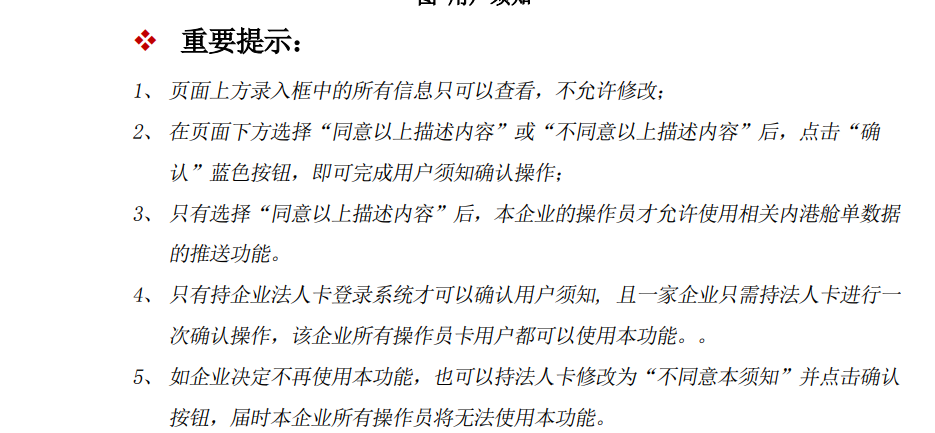 图 用户须知
重要提示：
1、 页面上方录入框中的所有信息只可以查看，不允许修改；
2、 在页面下方选择“同意以上描述内容”或“不同意以上描述内容”后，点击“确
认”蓝色按钮，即可完成用户须知确认操作；
3、 只有选择“同意以上描述内容”后，本企业的操作员才允许使用相关内港舱单数据
的推送功能。
4、 只有持企业法人卡登录系统才可以确认用户须知, 且一家企业只需持法人卡进行一
次确认操作，该企业所有操作员卡用户都可以使用本功能。。
5、 如企业决定不再使用本功能，也可以持法人卡修改为“不同意本须知”并点击确认
按钮，届时本企业所有操作员将无法使用本功能。